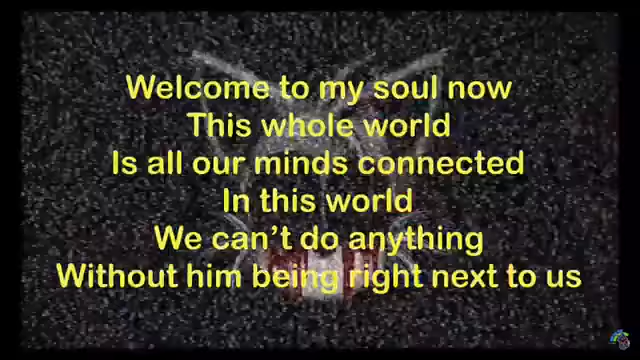 Welcome to my soul now
This whole world
Is all our minds connected
In this world
We can't do anything
Without him being right next to us